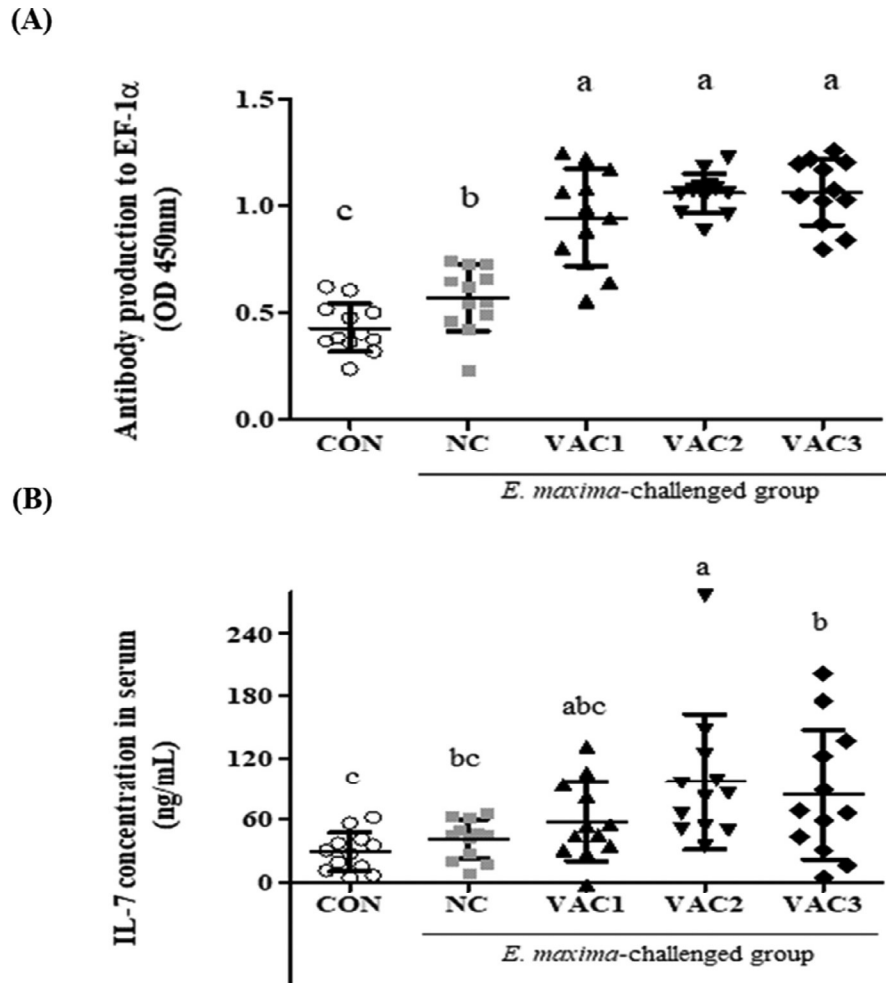 (A)
Antibody production to EF-1α
(OD 450nm)
1.5
1.0
0.5
0.0
c
b
a
a
a
CON
NC
VAC1
VAC2
VAC3
E. maxima-challenged group
(B)
IL-7 concentration in serum
(ng/mL)
240
180
120
60
0
c
bc
abc
a
b
CON
NC
VAC1
VAC2
VAC3
E. maxima-challenged group